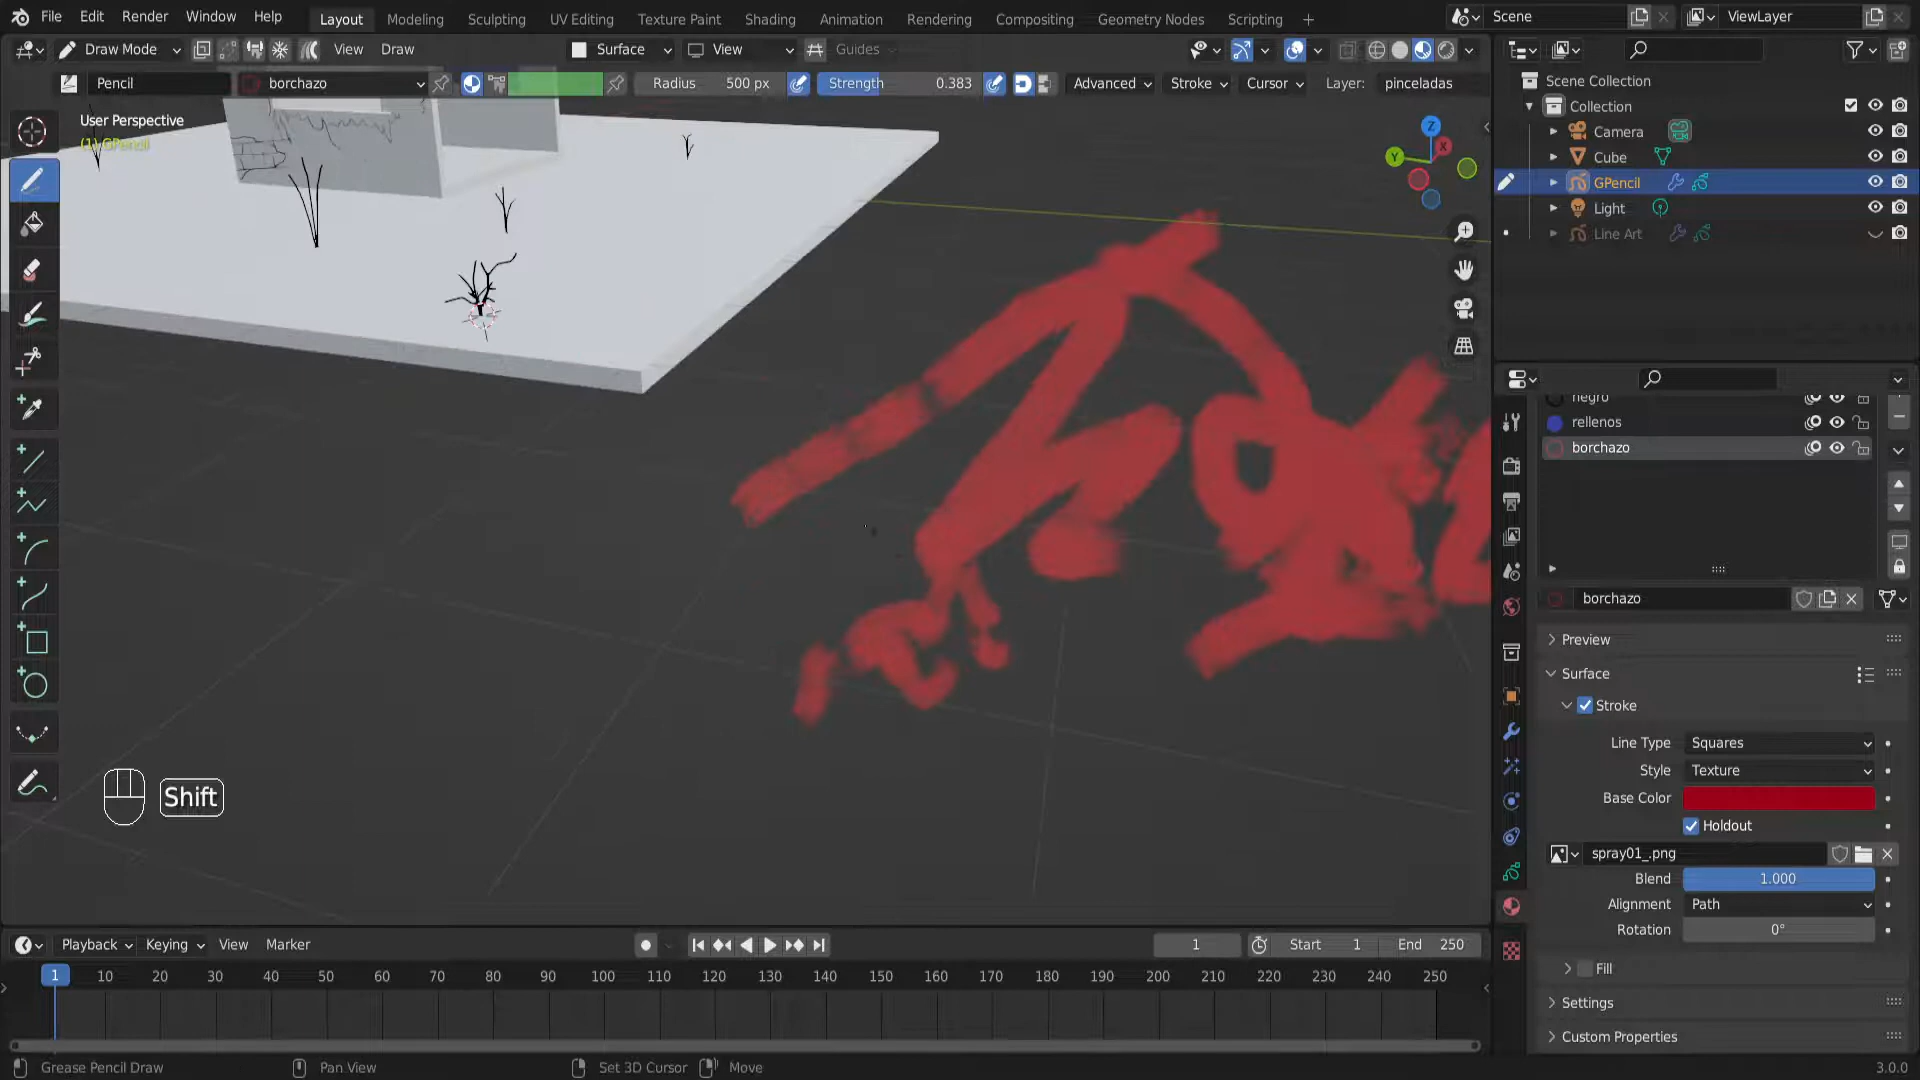 File Edit Render Window Help Layout Modeling Sculpting UV Editing Texture Paint Shading Animation Rendering Compositing Geometry Nodes Scripting + Scene ViewLayer
Draw Mode View Draw Surface View Guides
Pencil borchazo Radius 500 px Strength 0.383 Advanced Stroke Cursor Layer: pinceladas
User Perspective
(1) GPencil
Z
X
Y
Shift
Scene Collection
Collection
Camera
Cube
GPencil
Light
Line Art
negro
rellenos
borchazo
borchazo
Preview
Surface
Stroke
Line Type Squares
Style Texture
Base Color
Holdout
spray01_.png
Blend 1.000
Alignment Path
Rotation 0°
Fill
Settings
Custom Properties
Playback Keying View Marker 1 Start 1 End 250
1 10 20 30 40 50 60 70 80 90 100 110 120 130 140 150 160 170 180 190 200 210 220 230 240 250
Grease Pencil Draw Pan View Set 3D Cursor Move 3.0.0